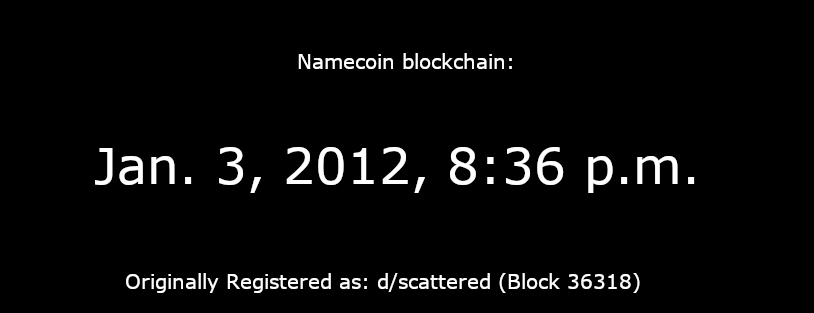 Namecoin blockchain:
Jan. 3, 2012, 8:36 p.m.
Originally Registered as: d/scattered (Block 36318)